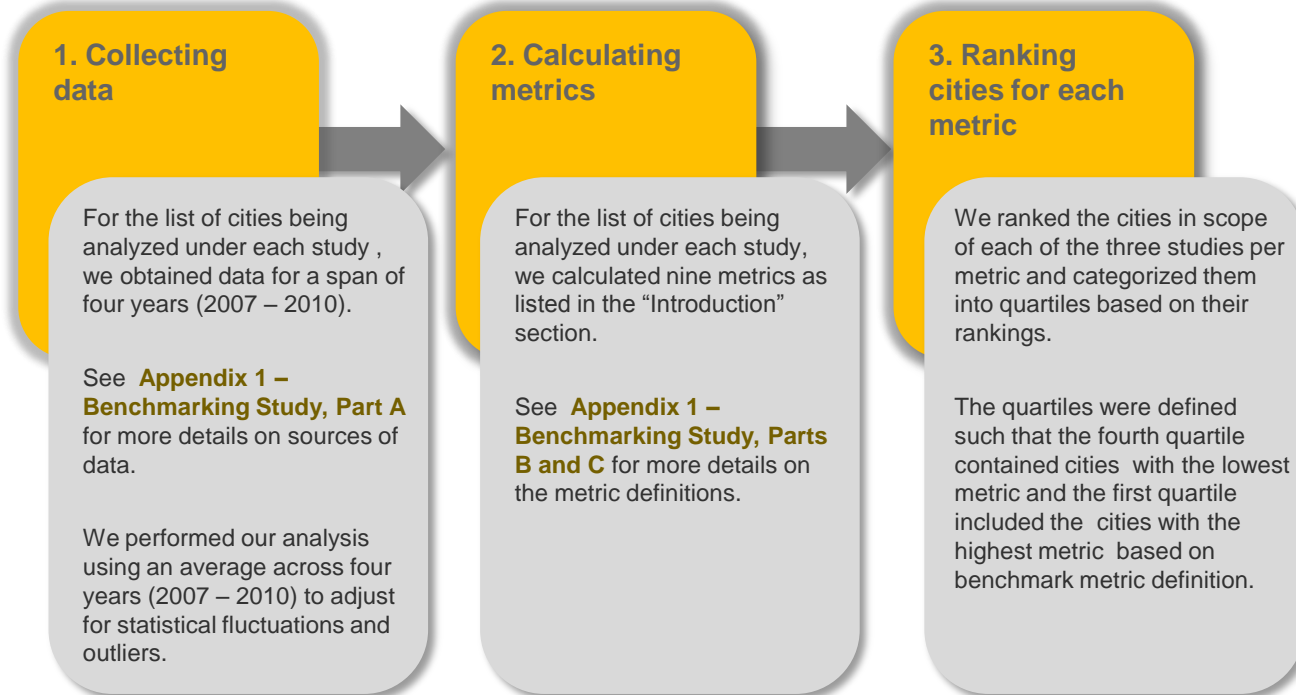 1. Collecting
data
For the list of cities being
analyzed under each study ,
we obtained data for a span of
four years (2007 – 2010).
See Appendix 1 –
Benchmarking Study, Part A
for more details on sources of
data.
We performed our analysis
using an average across four
years (2007 – 2010) to adjust
for statistical fluctuations and
outliers.
2. Calculating
metrics
For the list of cities being
analyzed under each study,
we calculated nine metrics as
listed in the “Introduction”
section.
See Appendix 1 –
Benchmarking Study, Parts
B and C for more details on
the metric definitions.
3. Ranking
cities for each
metric
We ranked the cities in scope
of each of the three studies per
metric and categorized them
into quartiles based on their
rankings.
The quartiles were defined
such that the fourth quartile
contained cities with the lowest
metric and the first quartile
included the cities with the
highest metric based on
benchmark metric definition.